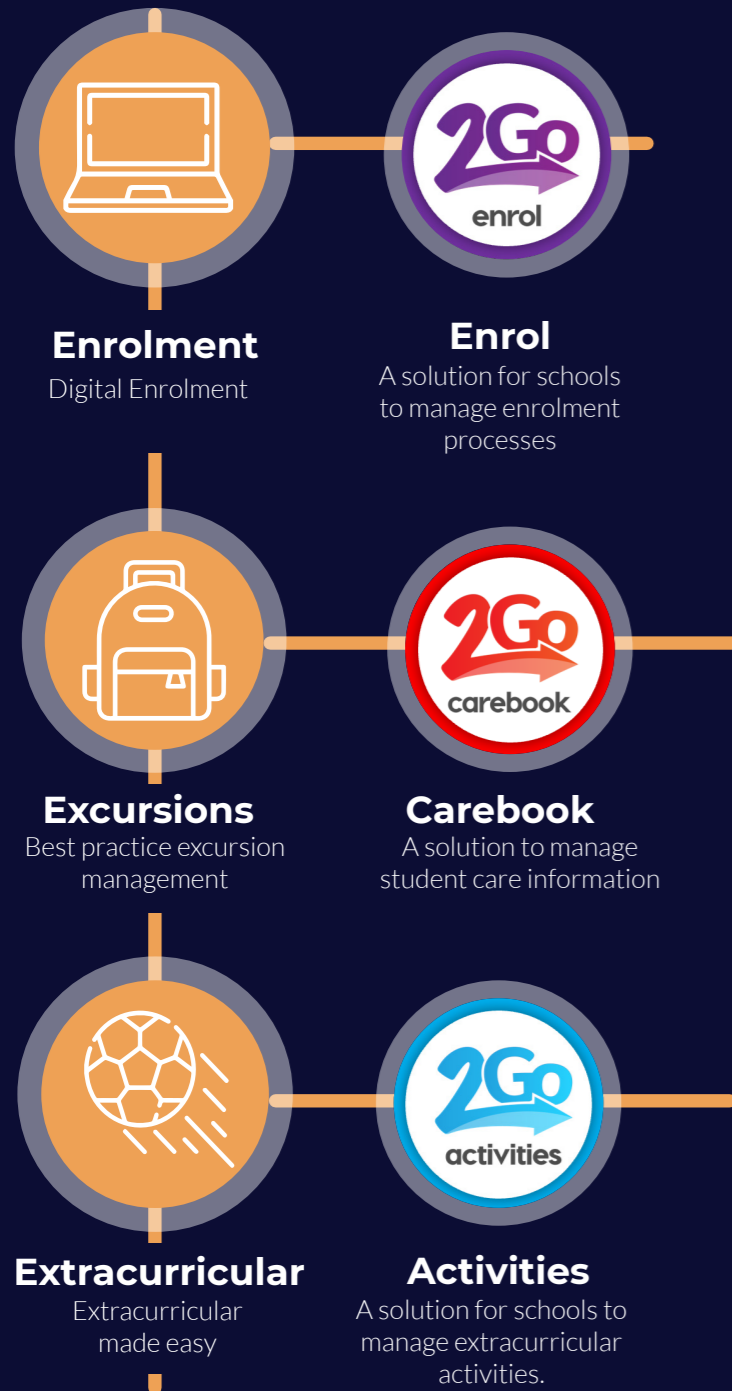 2Go
enrol
Enrolment
Digital Enrolment
Enrol
A solution for schools
to manage enrolment
processes
2Go
carebook
Excursions
Best practice excursion
management
Carebook
A solution to manage
student care information
2Go
activities
Extracurricular
Extracurricular
made easy
Activities
A solution for schools to
manage extracurricular
activities.